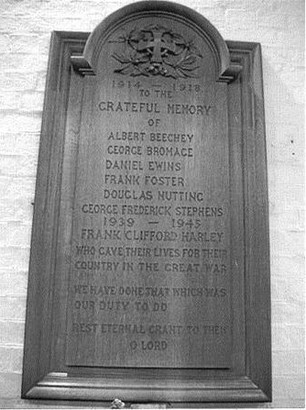 1914 — 1918
TO THE
GRATEFUL MEMORY
OF
ALBERT BEECHEY
GEORGE BROMAGE
DANIEL EWINS
FRANK FOSTER
DOUGLAS NUTTING
GEORGE FREDERICK STEPHENS
1939 — 1945
FRANK CLIFFORD HARLEY
WHO GAVE THEIR LIVES FOR THEIR
COUNTRY IN THE GREAT WAR
WE HAVE DONE THAT WHICH WAS
OUR DUTY TO DO
REST ETERNAL GRANT TO THEM
O LORD